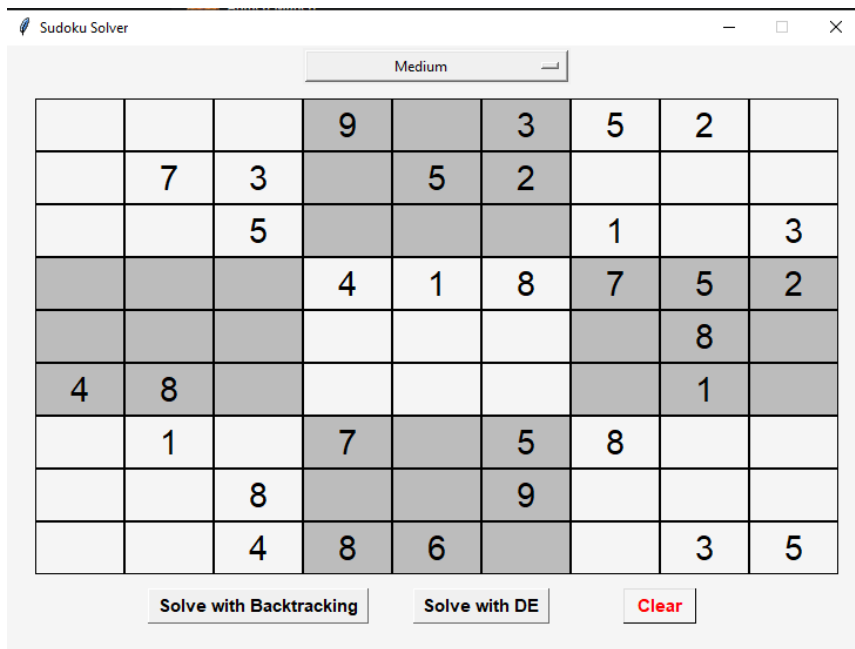 Sudoku Solver
Medium
9 3 5 2
7 3 5 2
5 1 3
4 1 8 7 5 2
8
4 8 1
1 7 5 8
8 9
4 8 6 3 5
Solve with Backtracking Solve with DE Clear